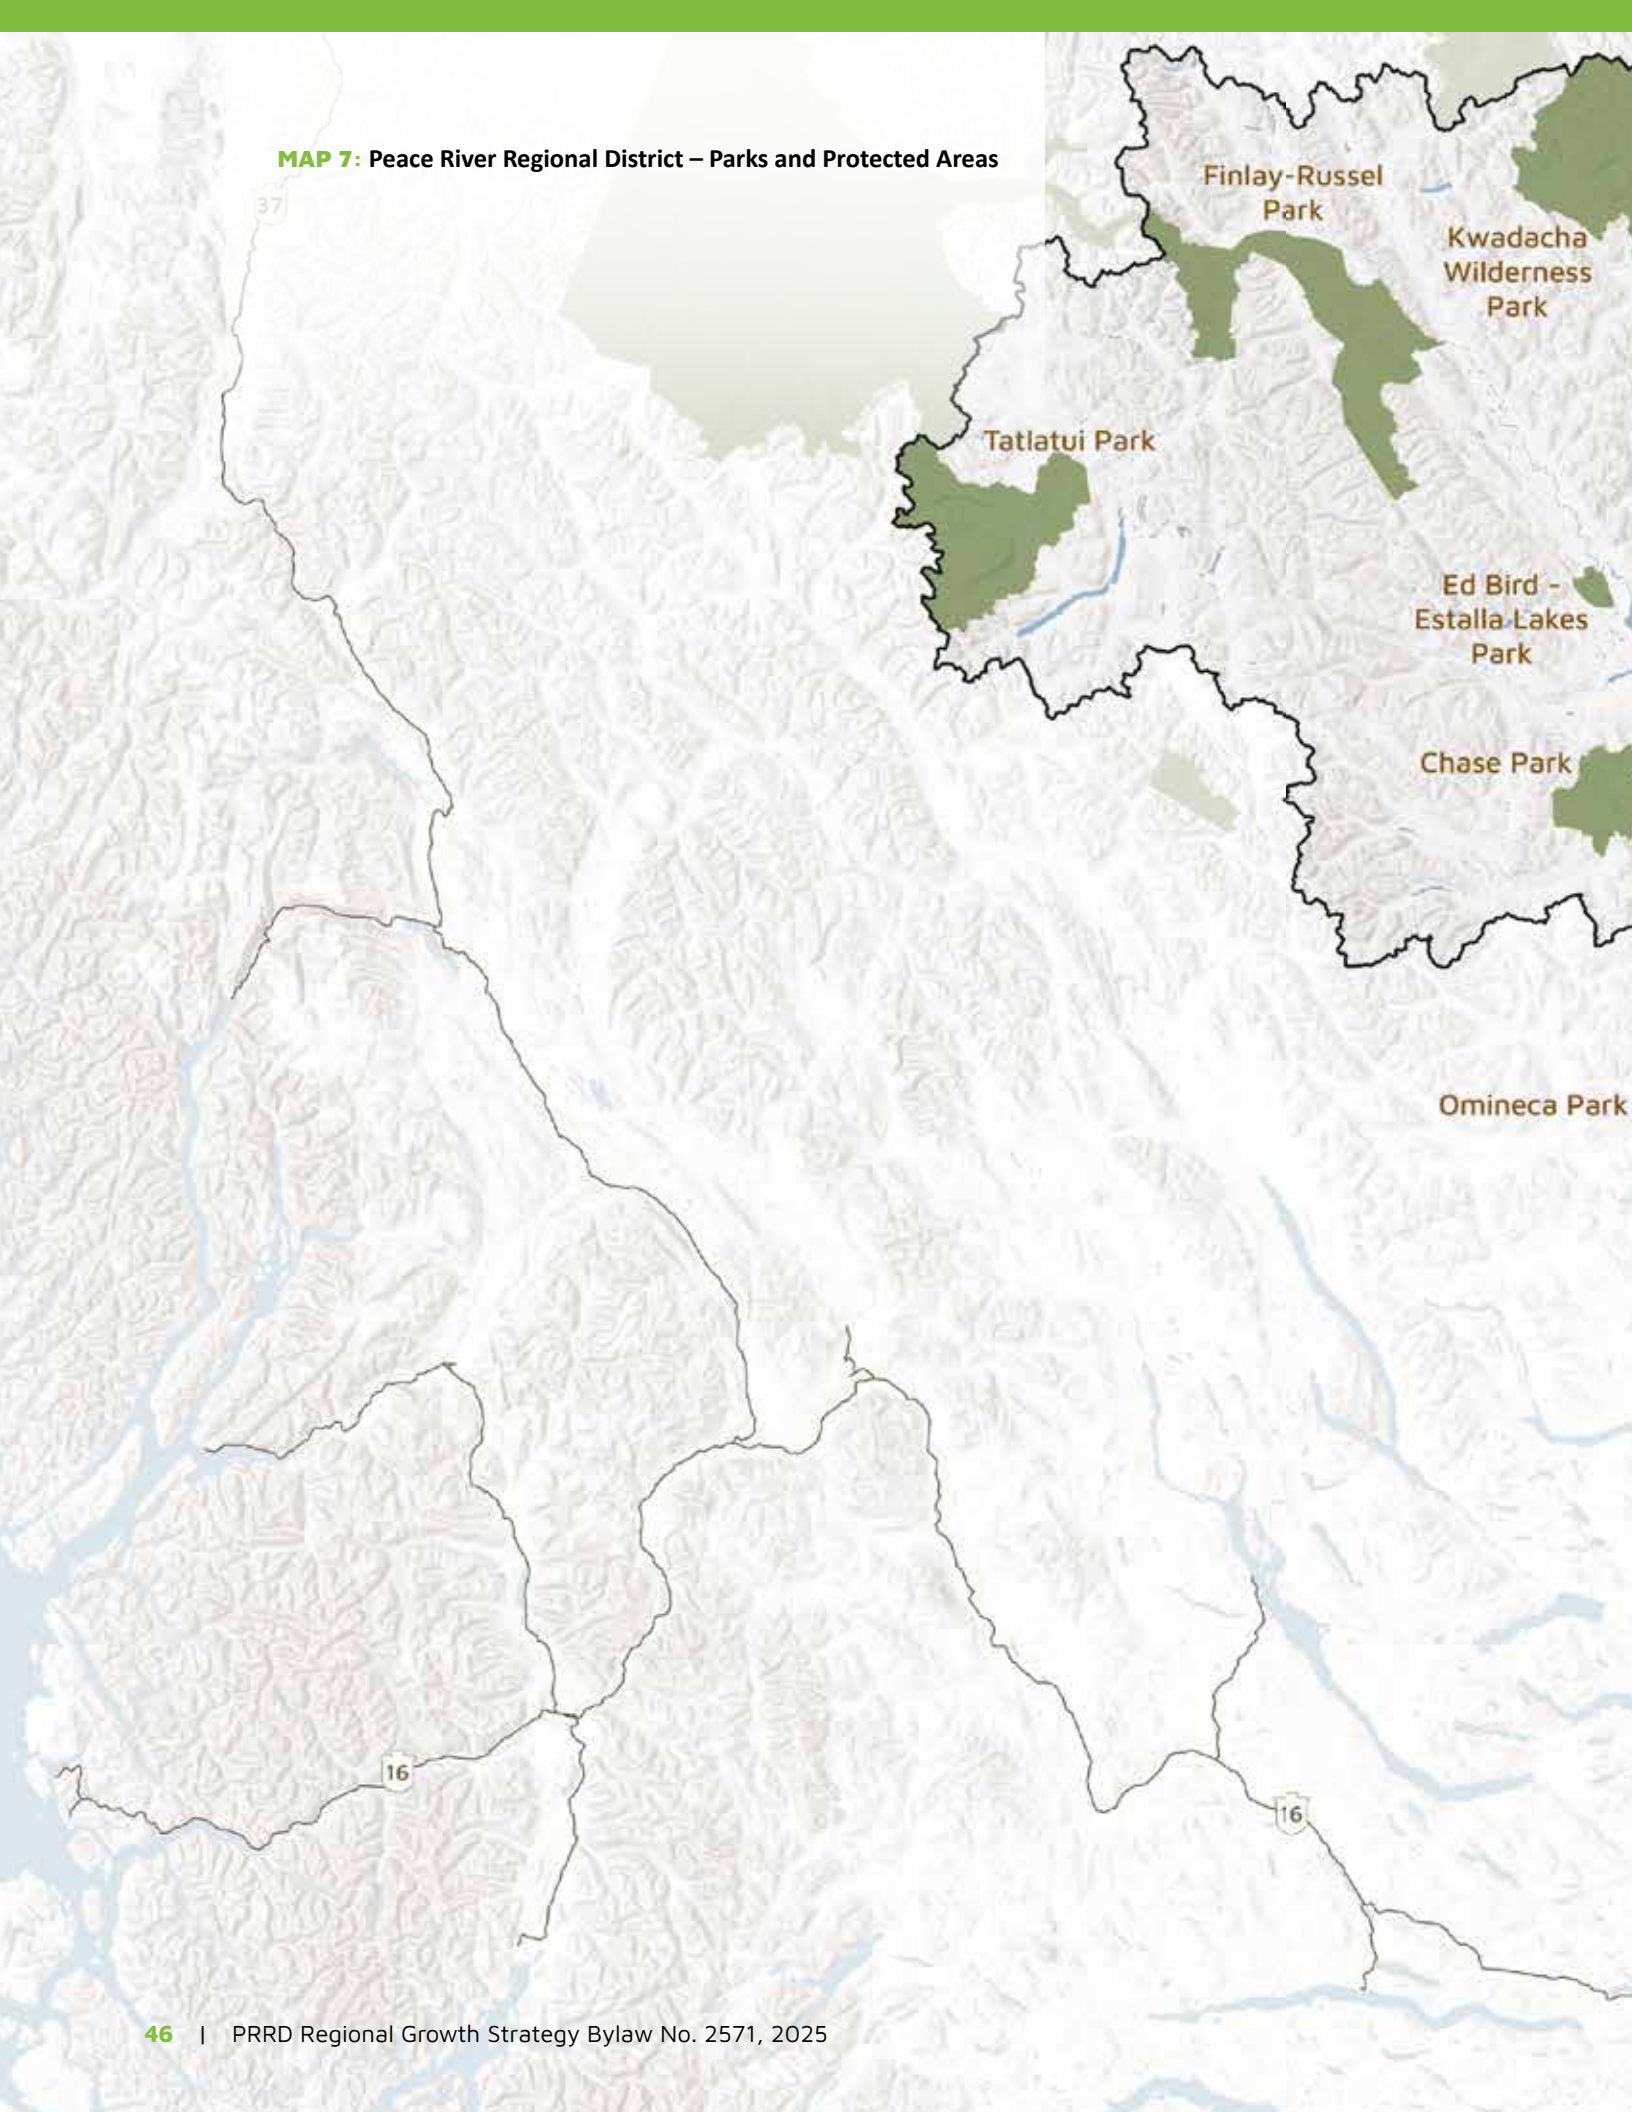 MAP 7: Peace River Regional District – Parks and Protected Areas
37
Finlay-Russel
Park
Kwadacha
Wilderness
Park
Tatlatui Park
Ed Bird -
Estalla Lakes
Park
Chase Park
Omineca Park
16
16
46 | PRRD Regional Growth Strategy Bylaw No. 2571, 2025